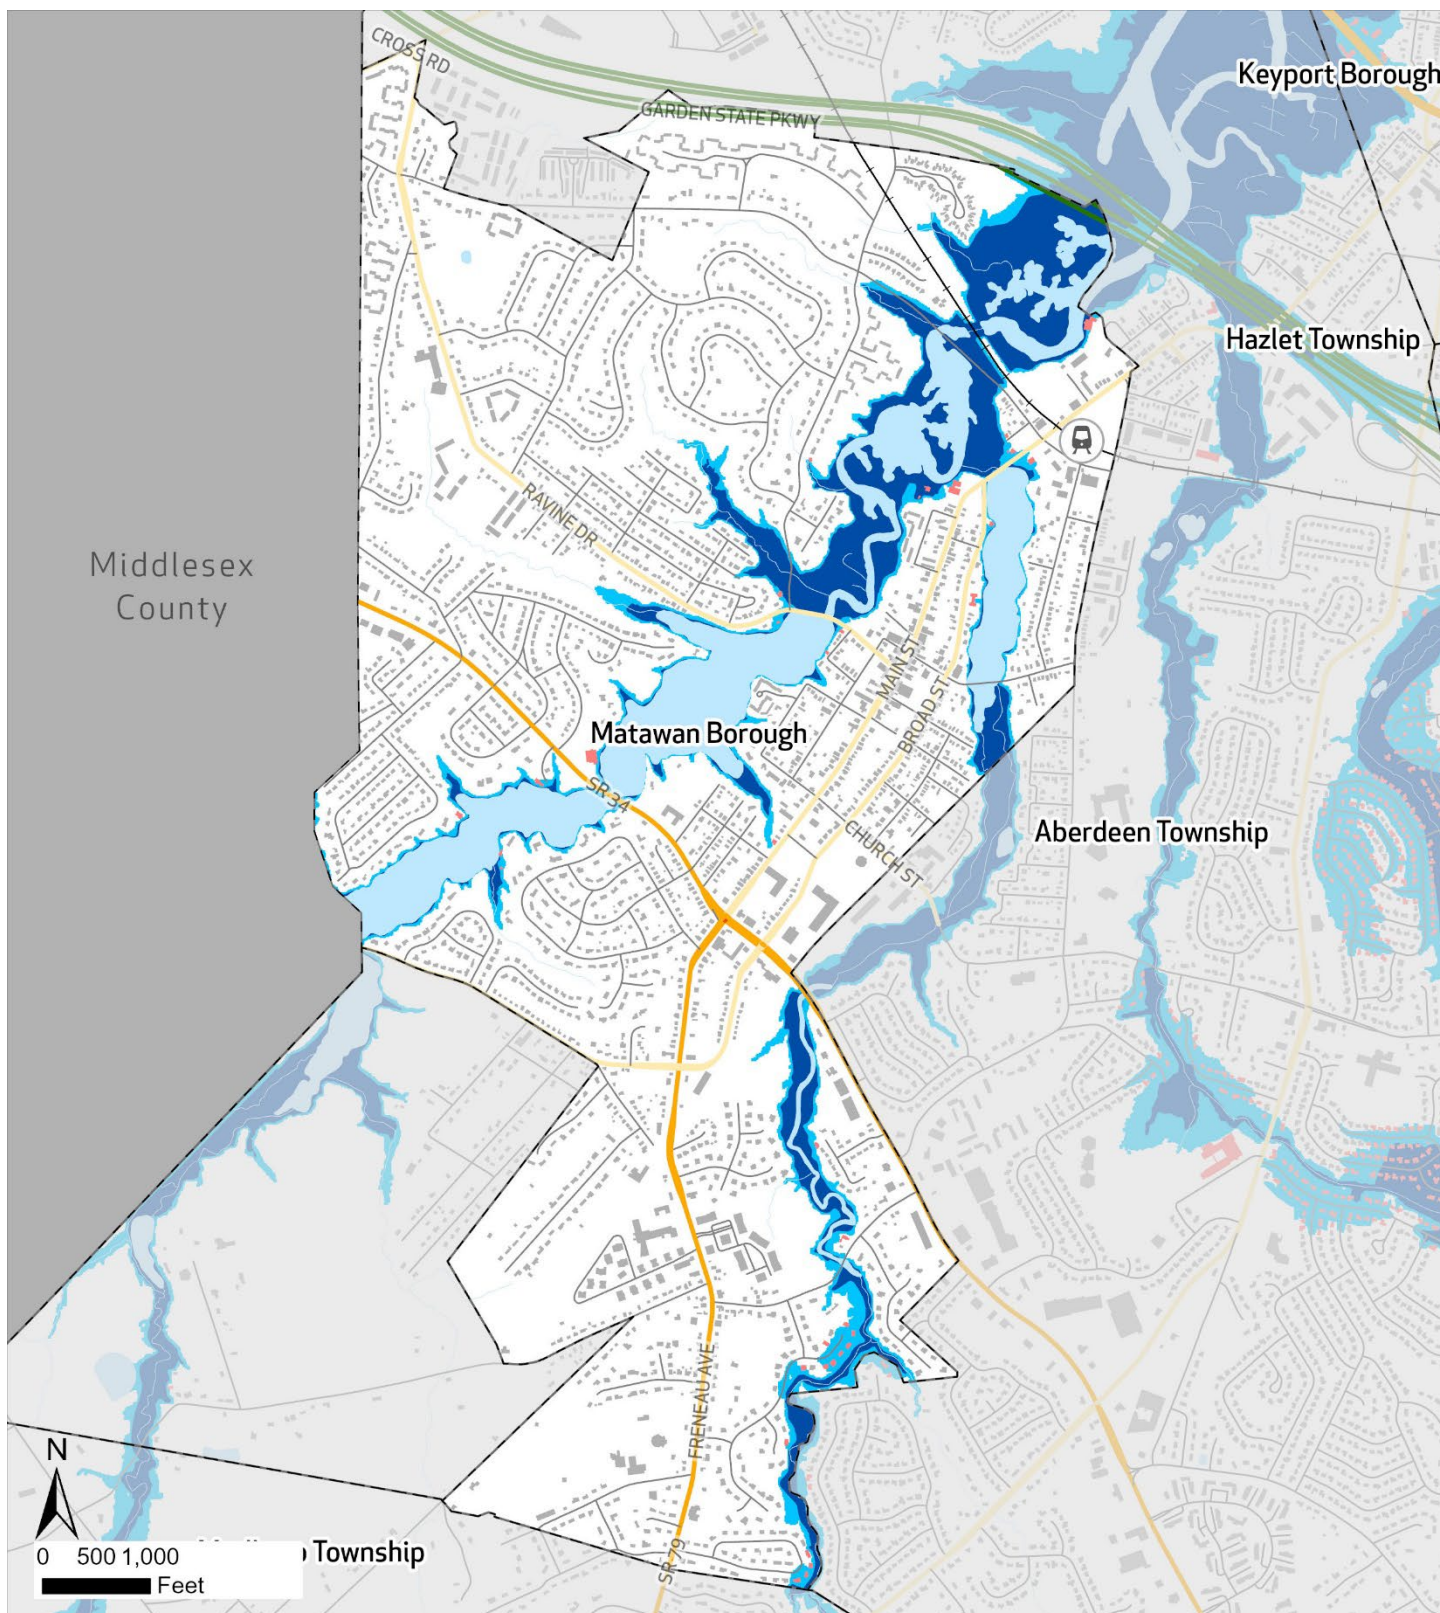 CROSS RD
Keyport Borough
GARDEN STATE PKWY
Hazlet Township
RAVINE DR
Middlesex
County
MAIN ST
BROAD ST
Matawan Borough
SR 34
CHURCH ST
Aberdeen Township
FRENEAU AVE
N
Township
SR 79
0 500 1,000
Feet